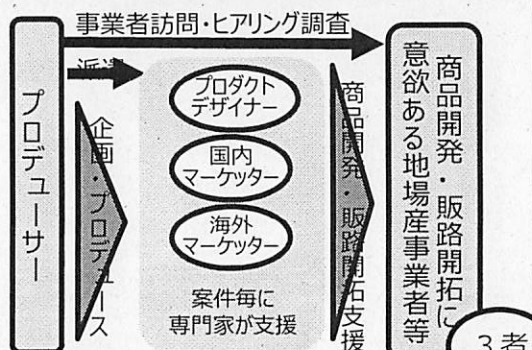 事業者訪問・ヒアリング調査
派遣
プロデューサー
企画・プロデュース
プロダクト
デザイナー
国内
マーケッター
海外
マーケッター
案件毎に
専門家が支援
商品開発・販路開拓支援
商品開発・販路開拓に
意欲ある地場産事業者等
3者